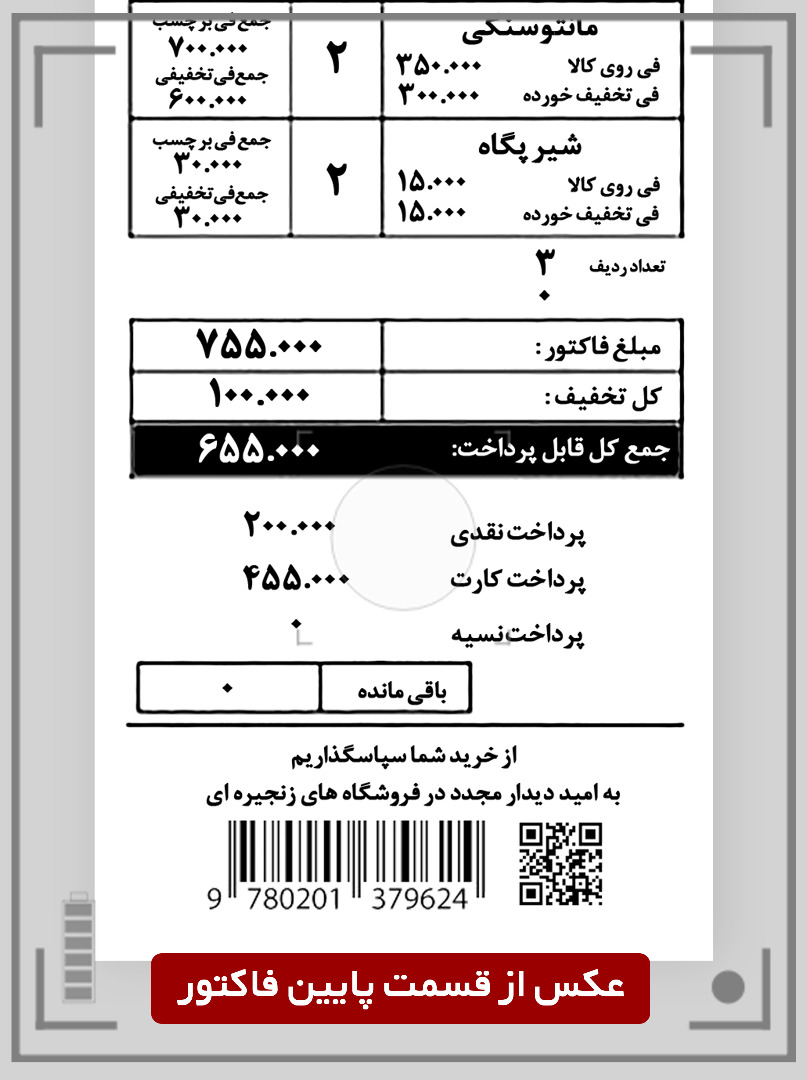 جمع فی برچسب
۷۰۰.۰۰۰
جمع فی تخفیفی
۶۰۰.۰۰۰
۲
مانتوسنگی
فی روی کالا ۳۵۰.۰۰۰
فی تخفیف خورده ۳۰۰.۰۰۰
شیر پگاه
فی روی کالا ۱۵.۰۰۰
فی تخفیف خورده ۱۵.۰۰۰
۲
جمع فی برچسب
۳۰.۰۰۰
جمع فی تخفیفی
۳۰.۰۰۰
تعداد ردیف ۳
۰
مبلغ فاکتور: ۷۵۵.۰۰۰
کل تخفیف: ۱۰۰.۰۰۰
جمع کل قابل پرداخت: ۶۵۵.۰۰۰
پرداخت نقدی ۲۰۰.۰۰۰
پرداخت کارت ۴۵۵.۰۰۰
پرداخت نسیه ۰
باقی مانده ۰
از خرید شما سپاسگذاریم
به امید دیدار مجدد در فروشگاه های زنجیره ای
9 780201 379624
عکس از قسمت پایین فاکتور